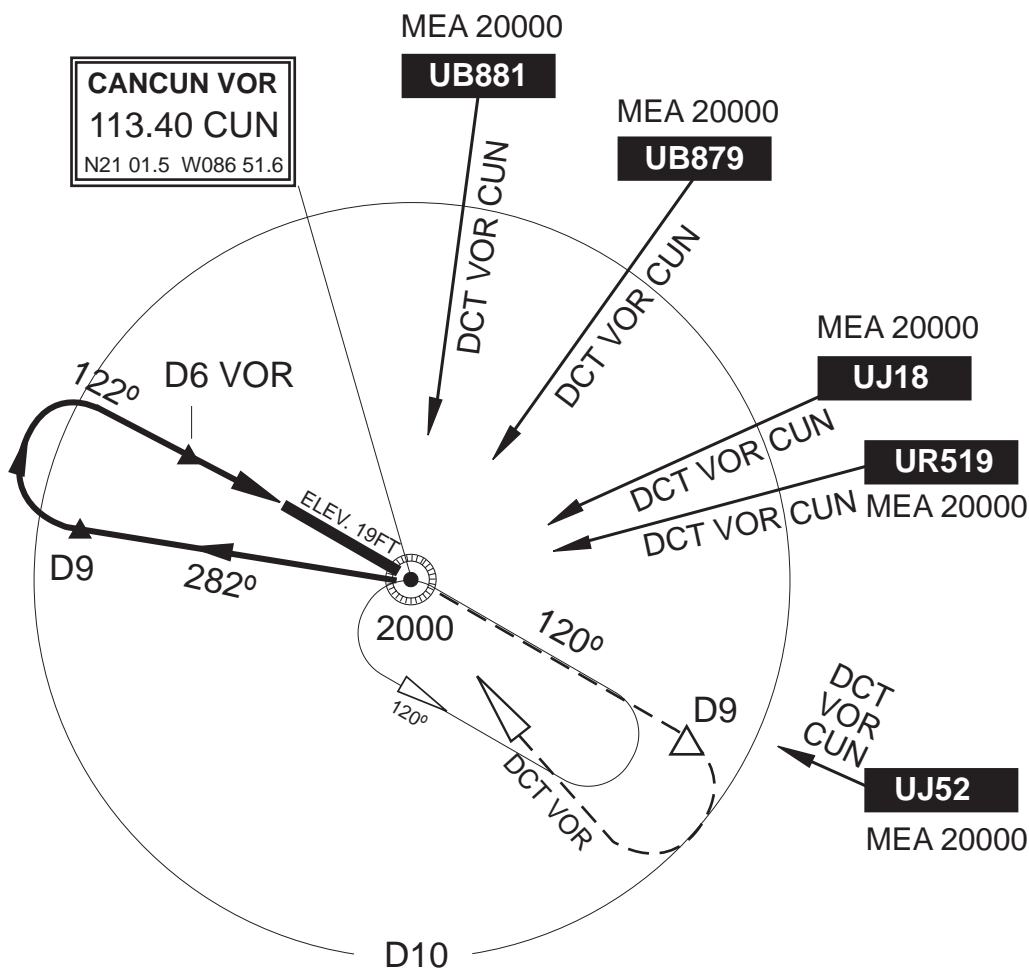 MEA 20000
UB881
CANCUN VOR
113.40 CUN
N21 01.5 W086 51.6
MEA 20000
UB879
DCT VOR CUN
DCT VOR CUN
MEA 20000
UJ18
DCT VOR CUN
UR519
MEA 20000
DCT VOR CUN
122º
D6 VOR
ELEV. 19FT
D9
282º
2000
120º
120º
D9
DCT VOR
DCT
VOR
CUN
UJ52
MEA 20000
D10